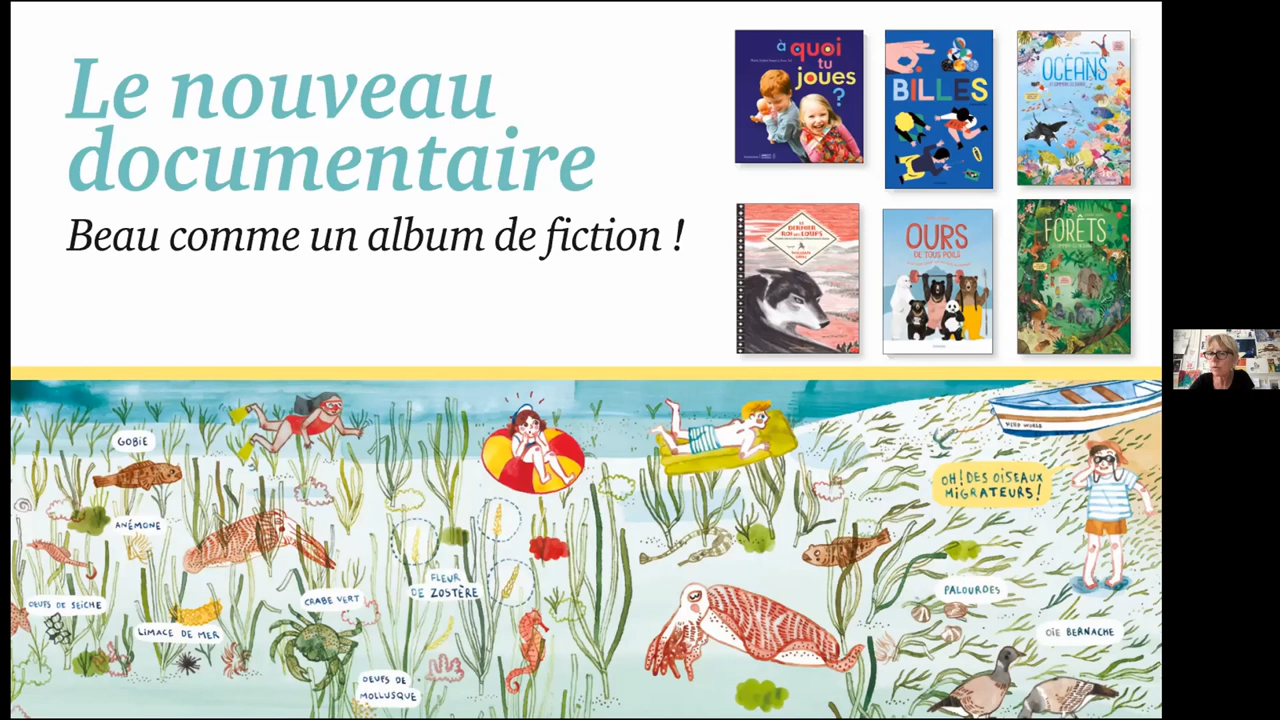 Le nouveau
documentaire
Beau comme un album de fiction !
à quoi
tu
joues
?
BILLES
OCÉANS
LE
DERNIER
ROI DES LOUPS
OURS
DE TOUS POILS
FORÊTS
GOBIE
ANÉMONE
OEUFS DE SEICHE
LIMACE DE MER
CRABE VERT
FLEUR
DE ZOSTÈRE
OEUFS DE
MOLLUSQUE
OH! DES OISEAUX
MIGRATEURS!
PALOURDES
OIE BERNACHE